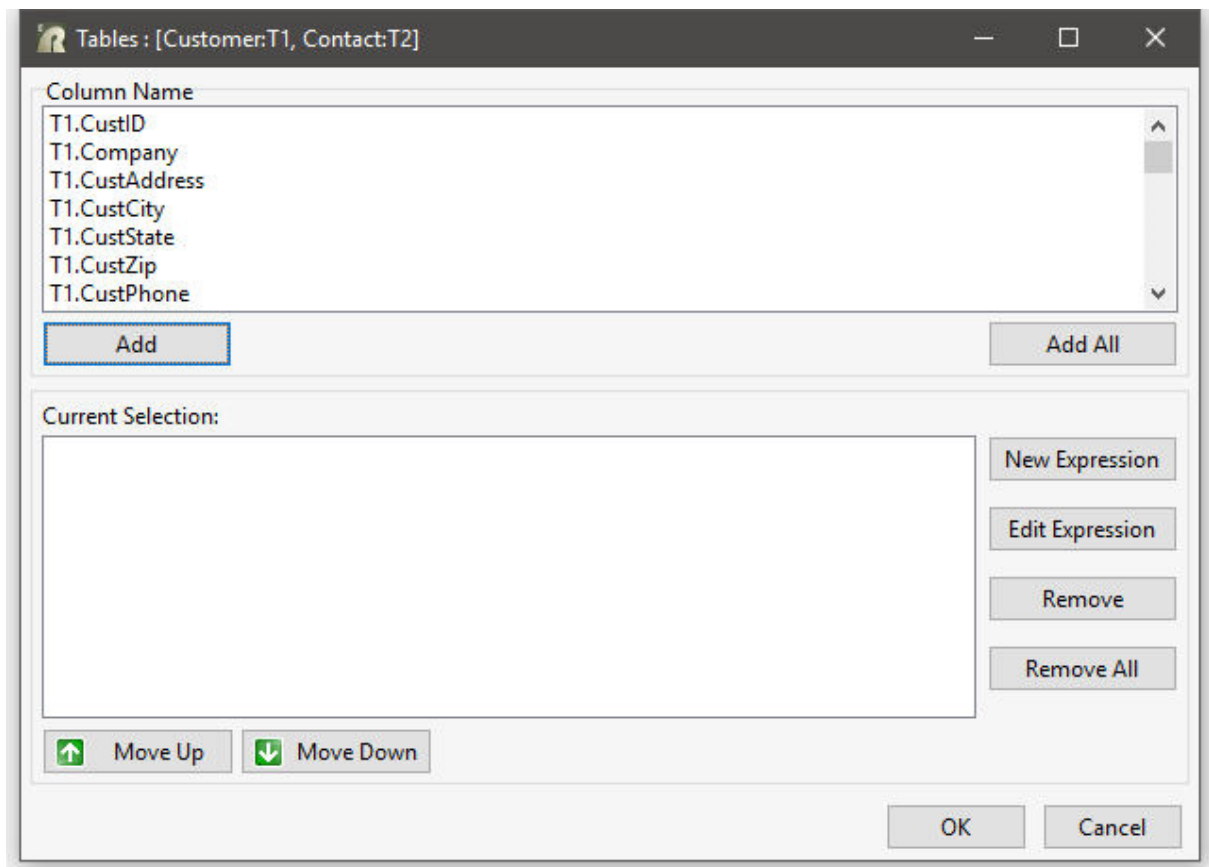 Tables : [Customer:T1, Contact:T2]
Column Name
T1.CustID
T1.Company
T1.CustAddress
T1.CustCity
T1.CustState
T1.CustZip
T1.CustPhone
Add
Add All
Current Selection:
New Expression
Edit Expression
Remove
Remove All
Move Up
Move Down
OK
Cancel